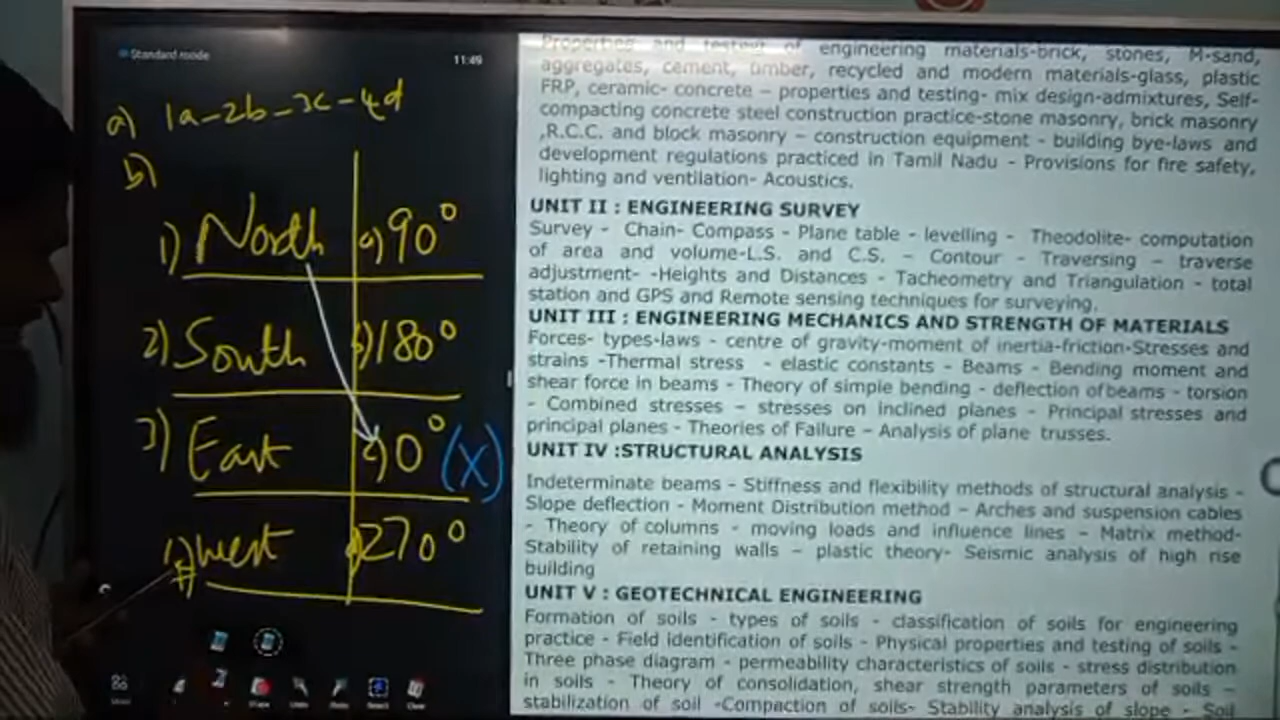 Standard mode
11:49
a) 1a-2b-3c-4d
b)
1) North a) 90°
2) South b) 180°
3) East c) 0° (X)
4) West d) 270°
Properties and testing of engineering materials-brick, stones, M-sand,
aggregates, cement, timber, recycled and modern materials-glass, plastic
FRP, ceramic- concrete – properties and testing- mix design-admixtures, Self-
compacting concrete steel construction practice-stone masonry, brick masonry
,R.C.C. and block masonry – construction equipment - building bye-laws and
development regulations practiced in Tamil Nadu - Provisions for fire safety,
lighting and ventilation- Acoustics.
UNIT II : ENGINEERING SURVEY
Survey - Chain- Compass - Plane table - levelling - Theodolite- computation
of area and volume-L.S. and C.S. – Contour - Traversing – traverse
adjustment- -Heights and Distances - Tacheometry and Triangulation - total
station and GPS and Remote sensing techniques for surveying.
UNIT III : ENGINEERING MECHANICS AND STRENGTH OF MATERIALS
Forces- types-laws - centre of gravity-moment of inertia-friction-Stresses and
strains -Thermal stress - elastic constants - Beams - Bending moment and
shear force in beams - Theory of simple bending - deflection of beams - torsion
- Combined stresses – stresses on inclined planes - Principal stresses and
principal planes - Theories of Failure – Analysis of plane trusses.
UNIT IV :STRUCTURAL ANALYSIS
Indeterminate beams - Stiffness and flexibility methods of structural analysis -
Slope deflection - Moment Distribution method – Arches and suspension cables
- Theory of columns - moving loads and influence lines – Matrix method-
Stability of retaining walls – plastic theory- Seismic analysis of high rise
building
UNIT V : GEOTECHNICAL ENGINEERING
Formation of soils - types of soils - classification of soils for engineering
practice - Field identification of soils - Physical properties and testing of soils -
Three phase diagram - permeability characteristics of soils - stress distribution
in soils - Theory of consolidation, shear strength parameters of soils –
stabilization of soil -Compaction of soils- Stability analysis of slope - Soil